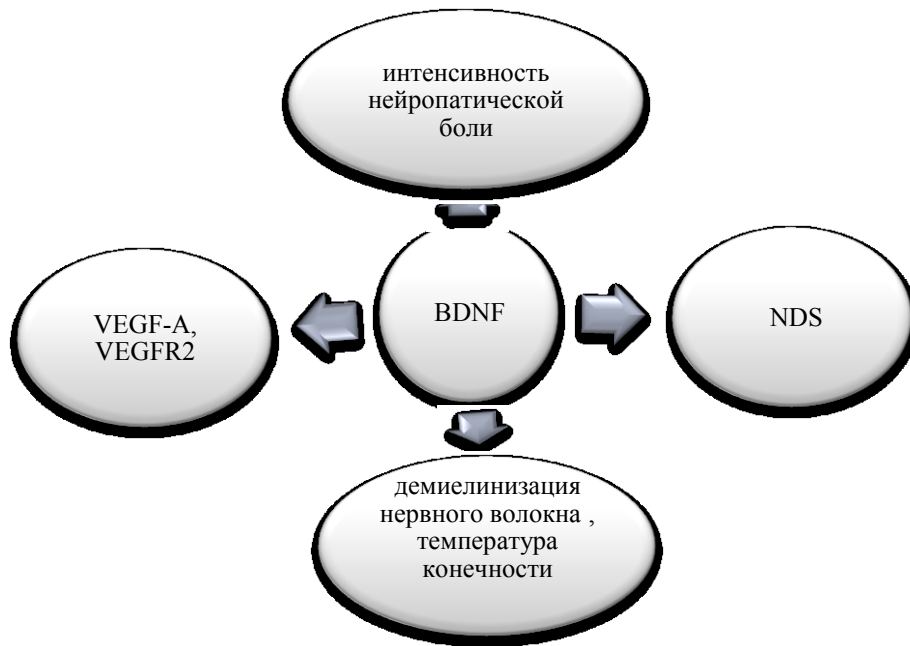 интенсивность
нейропатической
боли
VEGF-A,
VEGFR2
BDNF
NDS
демиелинизация
нервного волокна ,
температура
конечности